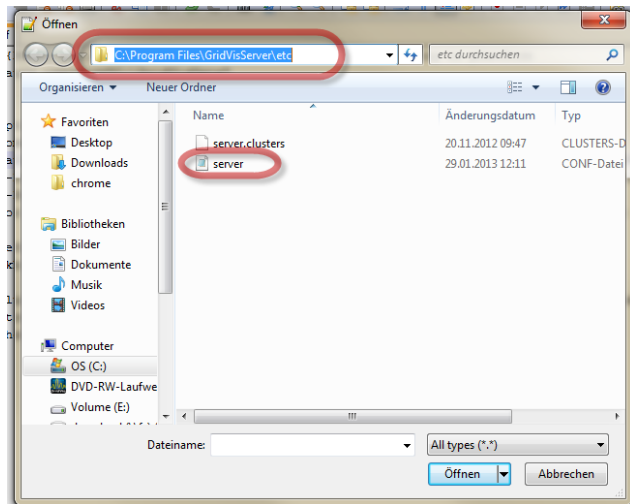 Öffnen
C:\Program Files\GridVisServer\etc
etc durchsuchen
Organisieren
Neuer Ordner
Name
Änderungsdatum
Typ
Favoriten
Desktop
Downloads
chrome
server.clusters
20.11.2012 09:47
CLUSTERS-D
server
29.01.2013 12:11
CONF-Datei
Bibliotheken
Bilder
Dokumente
Musik
Videos
Computer
OS (C:)
DVD-RW-Laufwe
Volume (E:)
Dateiname:
All types (*.*)
Öffnen
Abbrechen